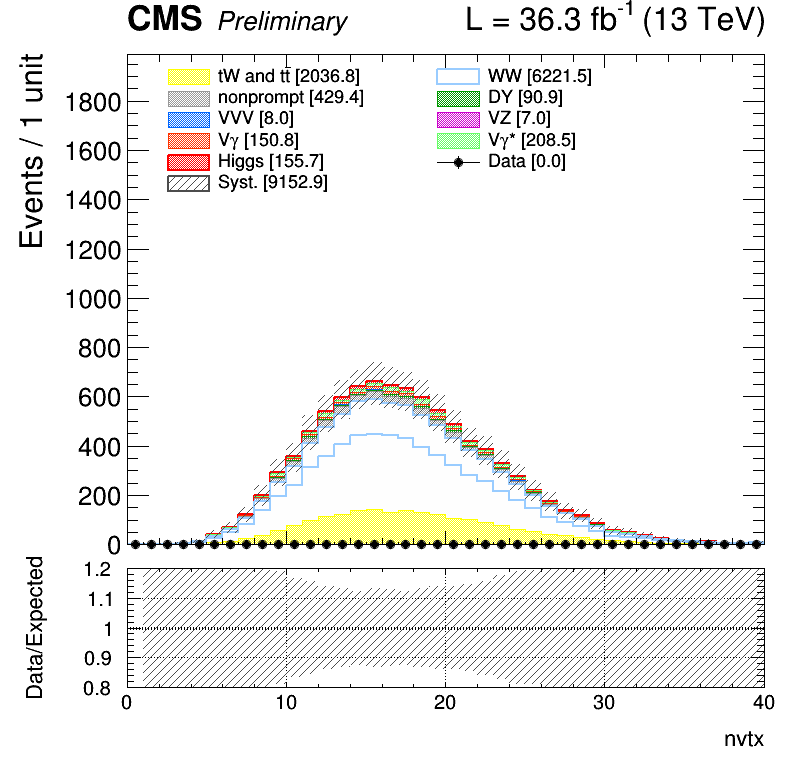 CMS Preliminary L = 36.3 fb⁻¹ (13 TeV)
Events / 1 unit
tW and tt̅ [2036.8]
nonprompt [429.4]
VVV [8.0]
Vγ [150.8]
Higgs [155.7]
Syst. [9152.9]
WW [6221.5]
DY [90.9]
VZ [7.0]
Vγ* [208.5]
Data [0.0]
1800
1600
1400
1200
1000
800
600
400
200
0
Data/Expected
1.2
1.1
1
0.9
0.8
0 10 20 30 40
nvtx